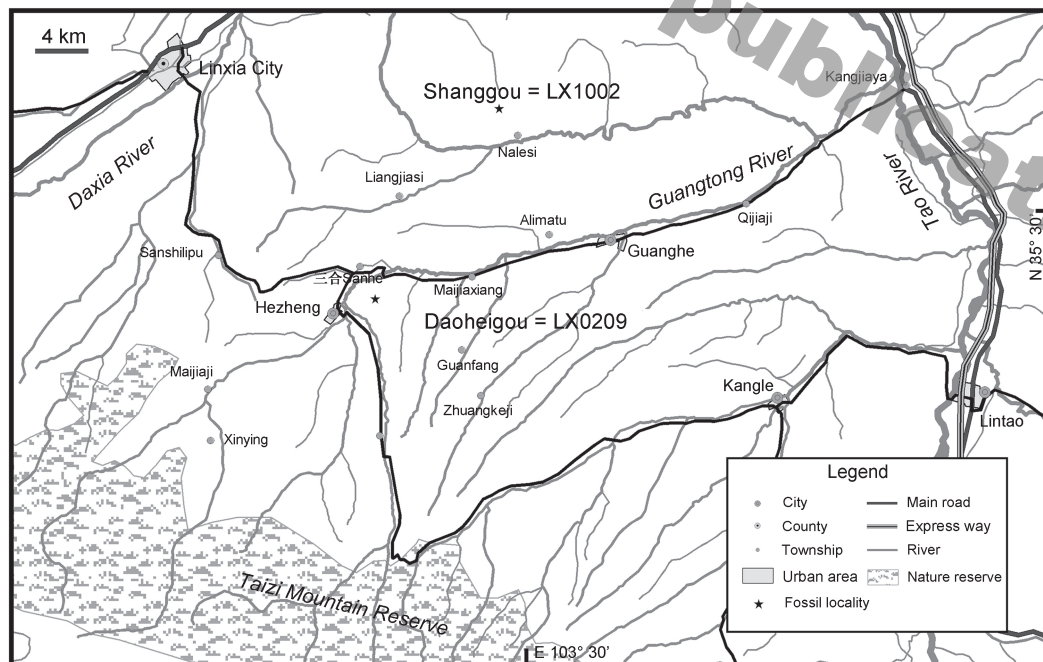 4 km
publicat
Linxia City
Kangjiaya
Shanggou = LX1002
Nalesi
Daxia River
Liangjiasi
Guangtong River
Tao River
Qijiaji
Alimatu
N 35° 30'
Sanshilipu
Guanghe
三合Sanhe
Maijiaxiang
Hezheng
Daoheigou = LX0209
Guanfang
Maijiaji
Kangle
Zhuangkeji
Lintao
Xinying
Legend
City
Main road
County
Express way
Township
River
Urban area
Nature reserve
Fossil locality
Taizi Mountain Reserve
E 103° 30'